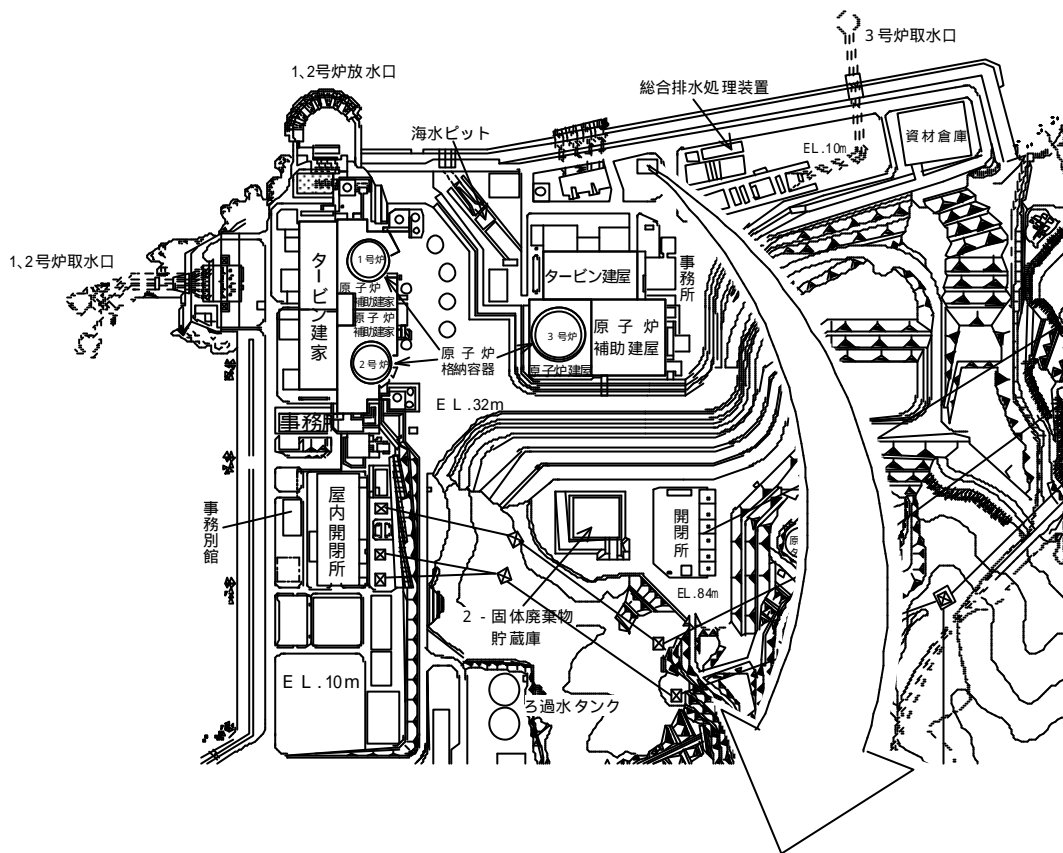 3号炉取水口
1、2号炉放水口
総合排水処理装置
海水ピット
EL.10m
資材倉庫
1、2号炉取水口
タービン建家
1号炉
原子炉
補助建家
原子炉
補助建家
2号炉
原子炉
格納容器
タービン建屋
事務所
3号炉
原子炉
補助建屋
原子炉建屋
EL.32m
事務所
事務別館
屋内開閉所
開閉所
EL.84m
2-固体廃棄物
貯蔵庫
EL.10m
ろ過水タンク